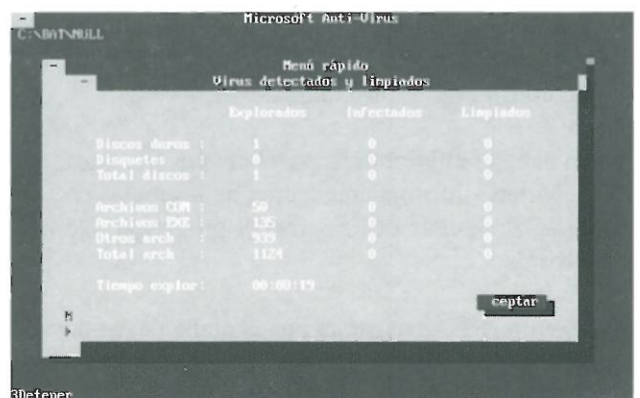 Microsoft Anti-Virus
C:\BAT\NULL
Menú rápido
Virus detectados y limpiados
Explorados Infectados Limpiados
Discos duros : 1 0 0
Disquetes : 0 0 0
Total discos : 1 0 0
Archivos COM : 50 0 0
Archivos EXE : 135 0 0
Otros arch : 939 0 0
Total arch : 1124 0 0
Tiempo explor: 00:00:19
ceptar
M
3Deteper